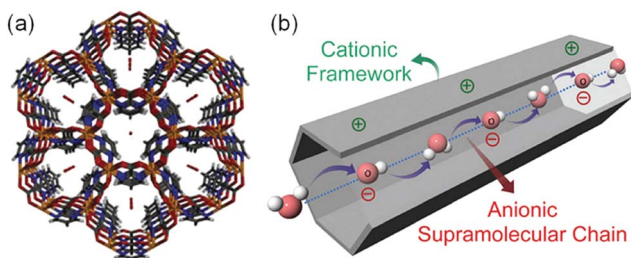 (a)
(b)
Cationic
Framework
+
+
+
O
O
O
−
−
−
Anionic
Supramolecular Chain